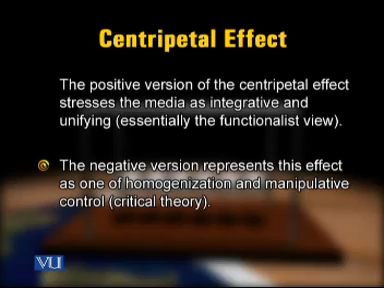 Centripetal Effect
The positive version of the centripetal effect
stresses the media as integrative and
unifying (essentially the functionalist view).
The negative version represents this effect
as one of homogenization and manipulative
control (critical theory).
VU